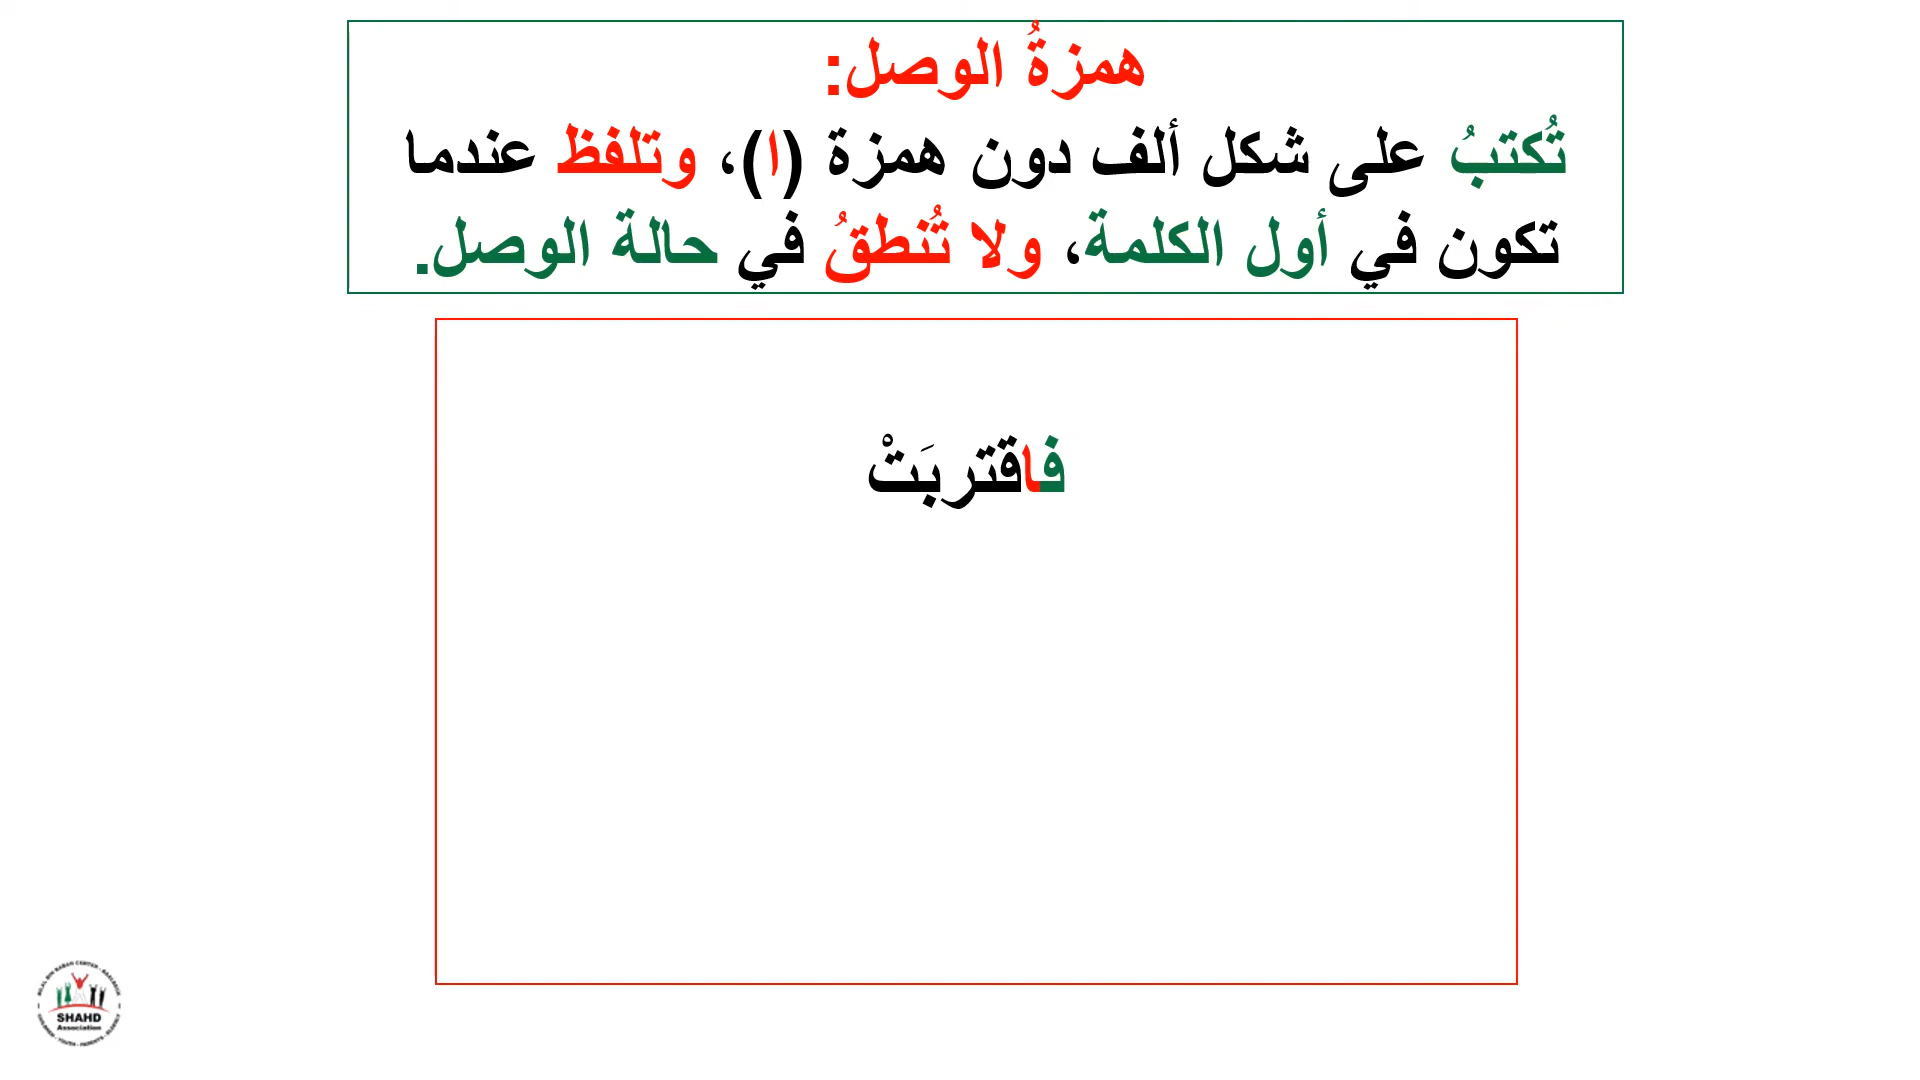 همزةُ الوصل:
تُكتبُ على شكل ألف دون همزة (ا)، وتلفظ عندما
تكون في أول الكلمة، ولا تُنطقُ في حالة الوصل.
فاقتربَتْ
SHAHD
Association